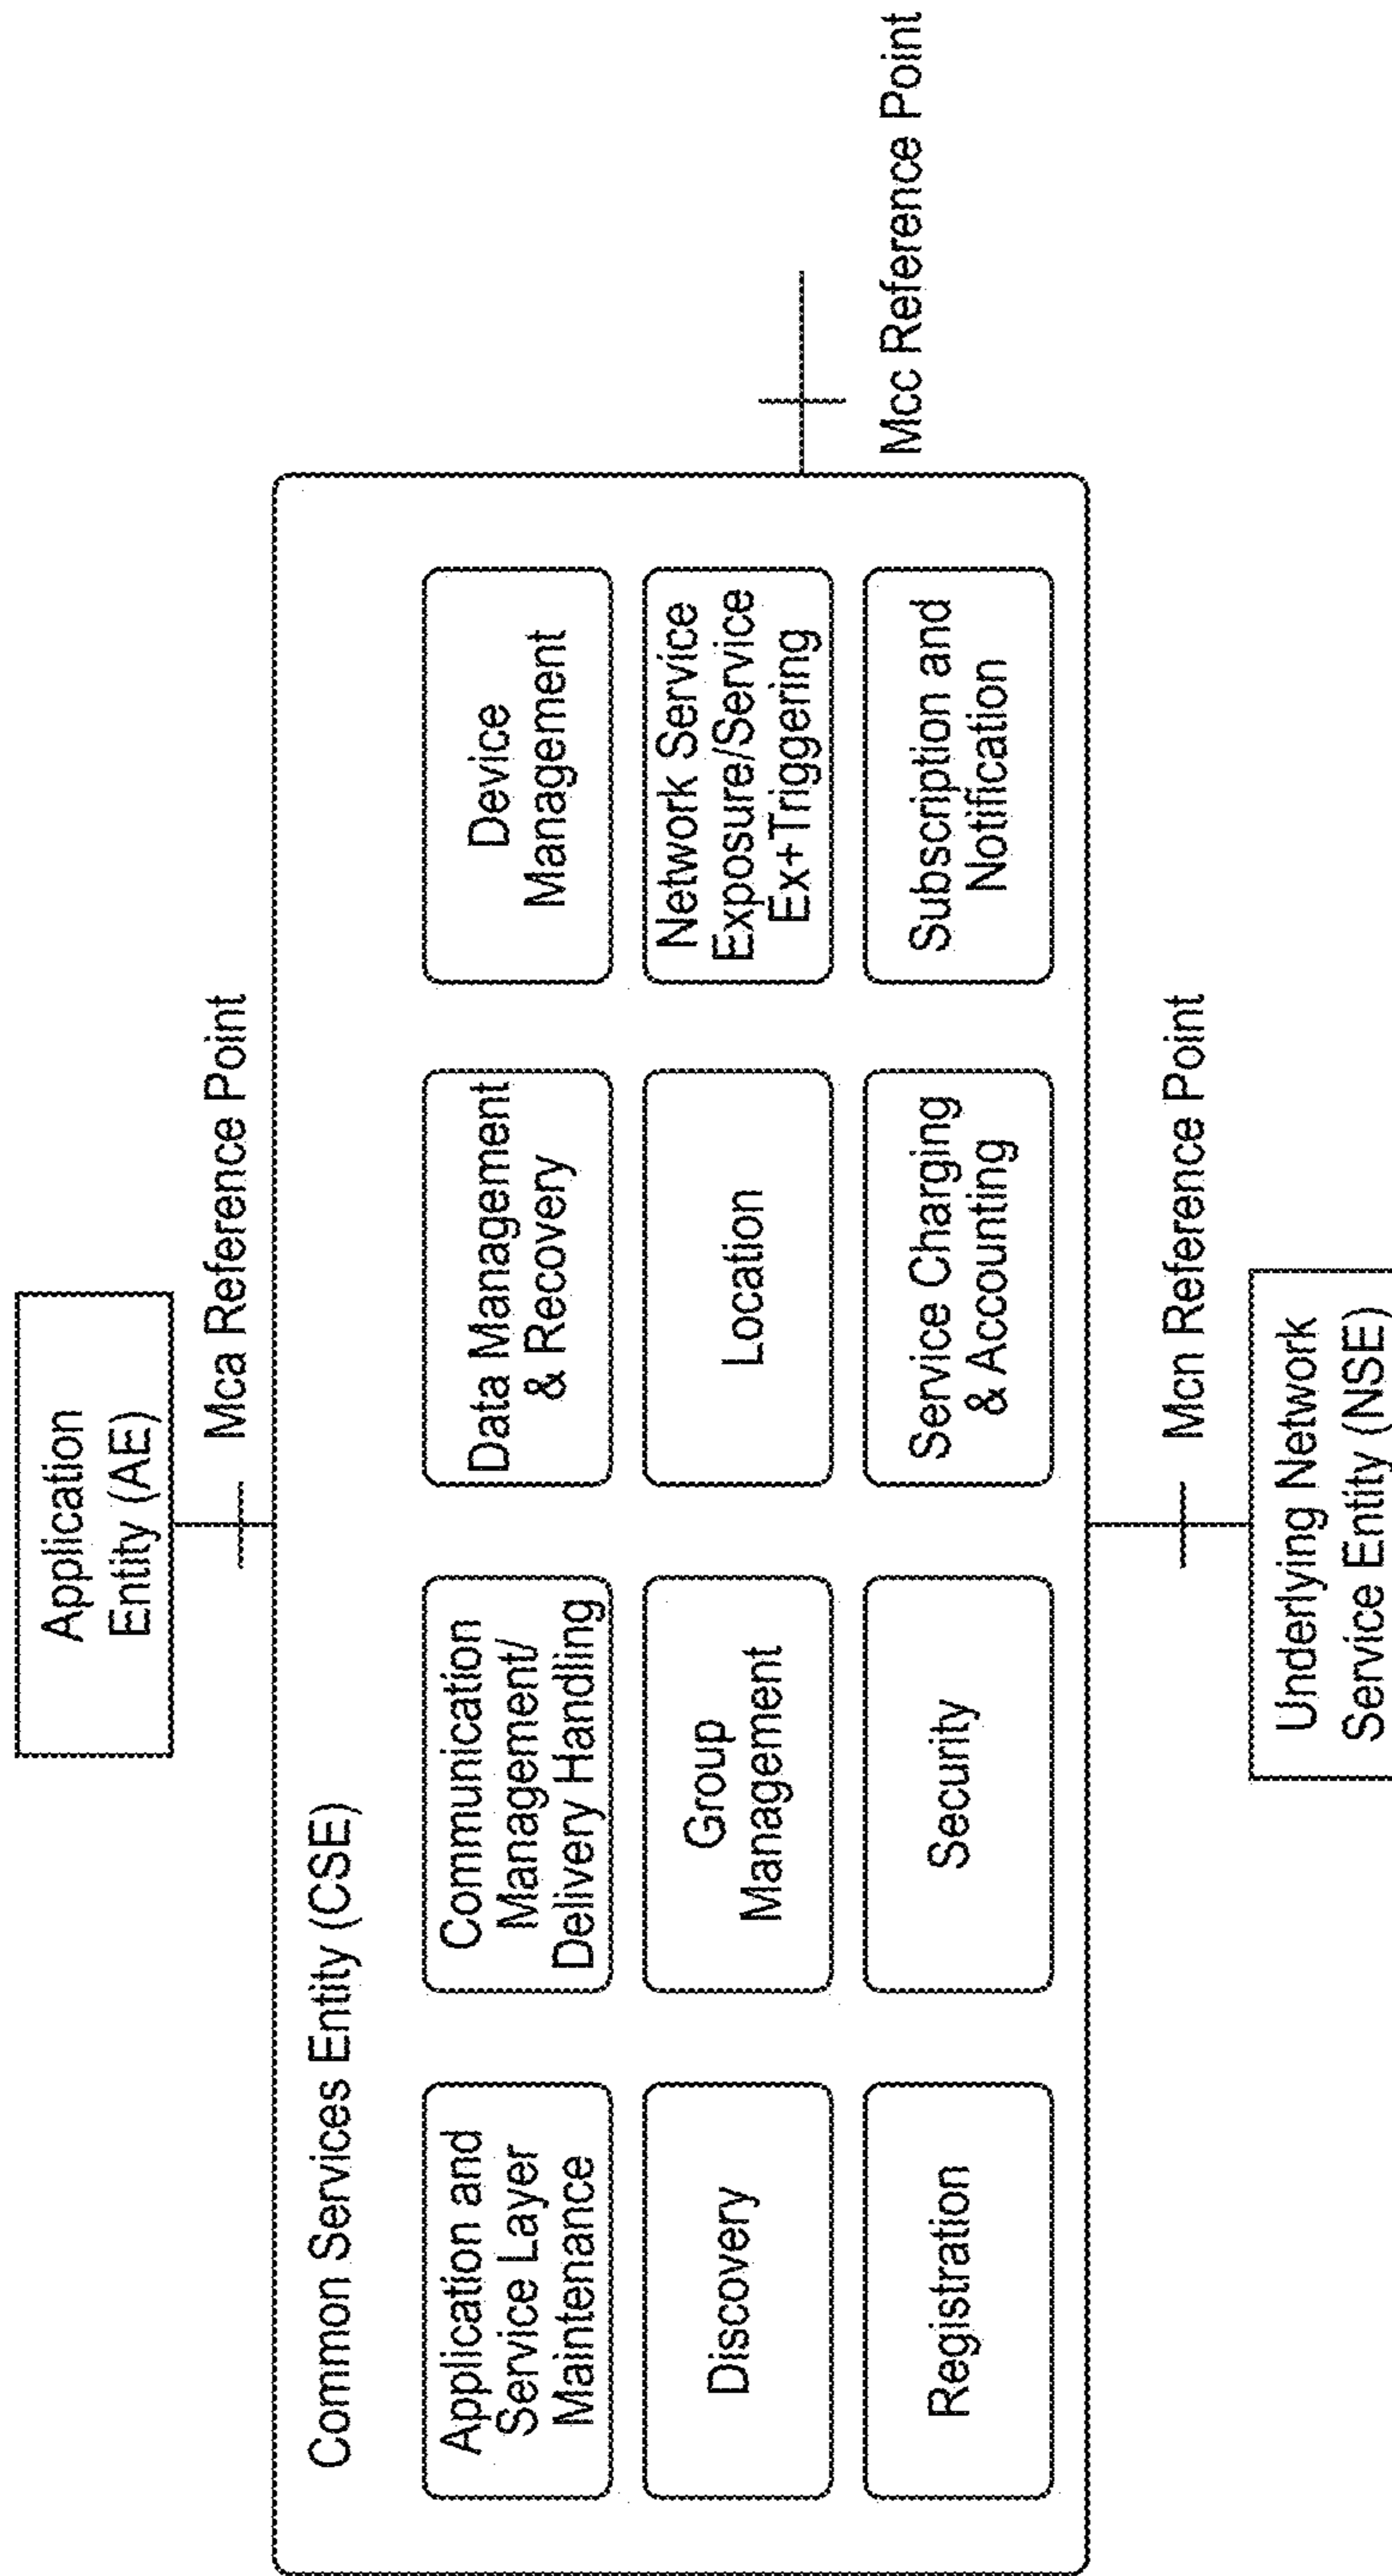 Application
Entity (AE)
Mca Reference Point
Common Services Entity (CSE)
Application and
Service Layer
Maintenance
Communication
Management/
Delivery Handling
Data Management
& Recovery
Device
Management
Discovery
Group
Management
Location
Network Service
Exposure/Service
Ex+Triggering
Registration
Security
Service Charging
& Accounting
Subscription and
Notification
Mcc Reference Point
Mcn Reference Point
Underlying Network
Service Entity (NSE)